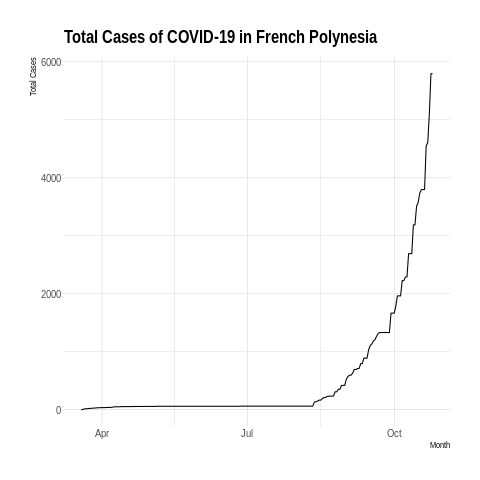 Total Cases of COVID-19 in French Polynesia
Total Cases
6000
4000
2000
0
Apr
Jul
Oct
Month